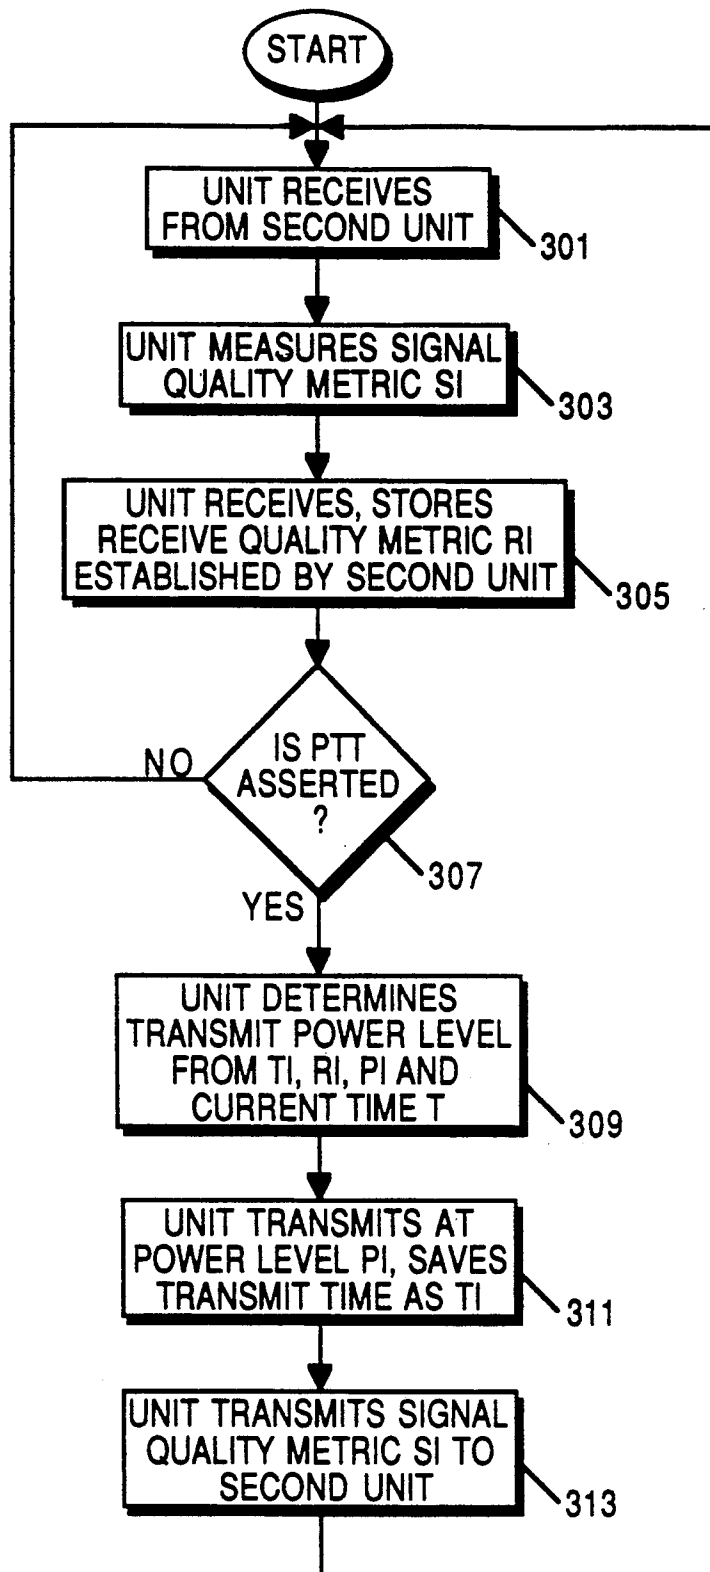 START
UNIT RECEIVES
FROM SECOND UNIT
301
UNIT MEASURES SIGNAL
QUALITY METRIC SI
303
UNIT RECEIVES, STORES
RECEIVE QUALITY METRIC RI
ESTABLISHED BY SECOND UNIT
305
IS PTT
ASSERTED
?
NO
307
YES
UNIT DETERMINES
TRANSMIT POWER LEVEL
FROM TI, RI, PI AND
CURRENT TIME T
309
UNIT TRANSMITS AT
POWER LEVEL PI, SAVES
TRANSMIT TIME AS TI
311
UNIT TRANSMITS SIGNAL
QUALITY METRIC SI TO
SECOND UNIT
313